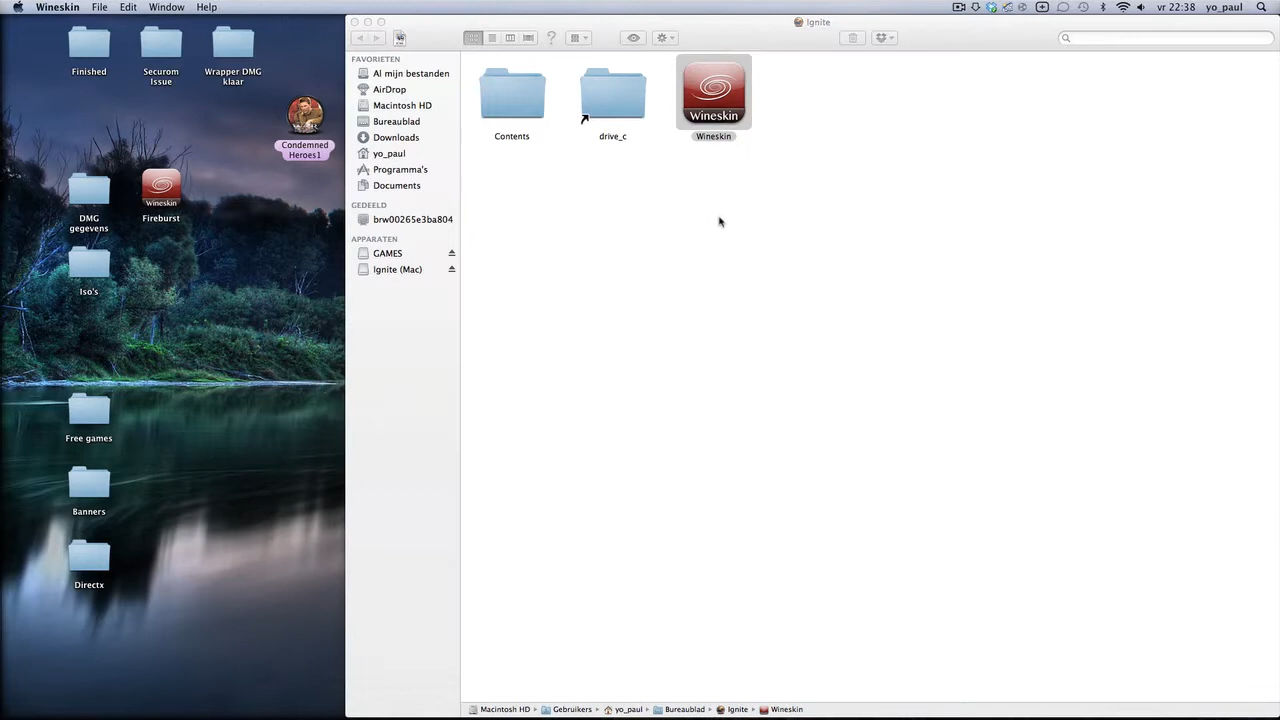 Wineskin File Edit Window Help
vr 22:38 yo_paul
Finished
Securom
Issue
Wrapper DMG
klaar
Condemned
Heroes1
DMG
gegevens
Wineskin
Fireburst
Iso's
Free games
Banners
Directx
Ignite
FAVORIETEN
Al mijn bestanden
AirDrop
Macintosh HD
Bureaublad
Downloads
yo_paul
Programma's
Documents
GEDEELD
brw00265e3ba804
APPARATEN
GAMES
Ignite (Mac)
Contents
drive_c
Wineskin
Wineskin
Macintosh HD Gebruikers yo_paul Bureaublad Ignite Wineskin